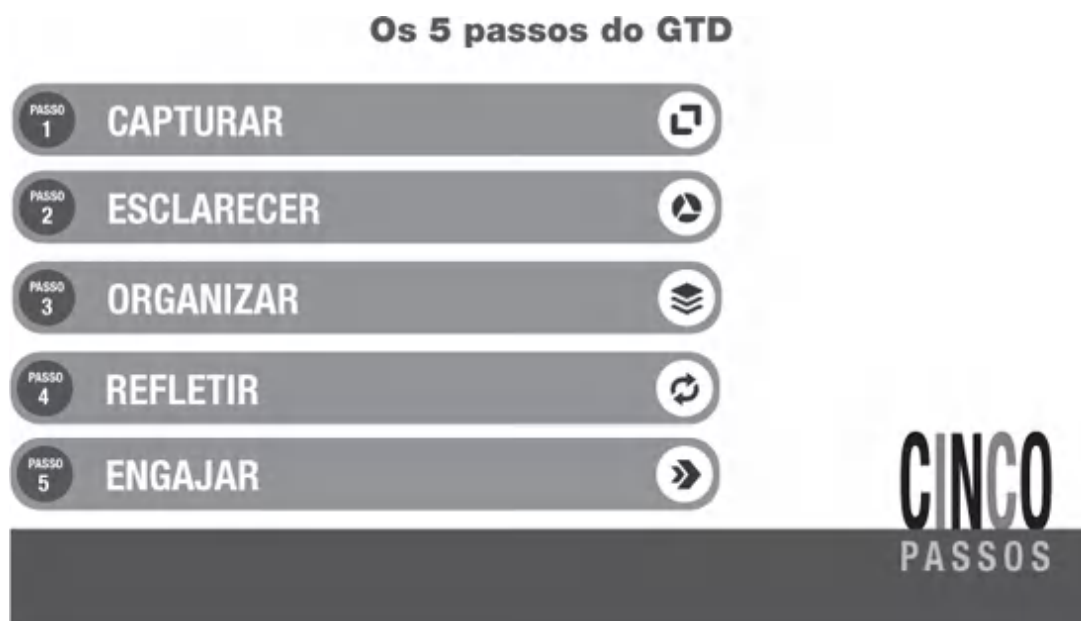 Os 5 passos do GTD
PASSO
1
CAPTURAR
PASSO
2
ESCLARECER
PASSO
3
ORGANIZAR
PASSO
4
REFLETIR
PASSO
5
ENGAJAR
CINCO
PASSOS